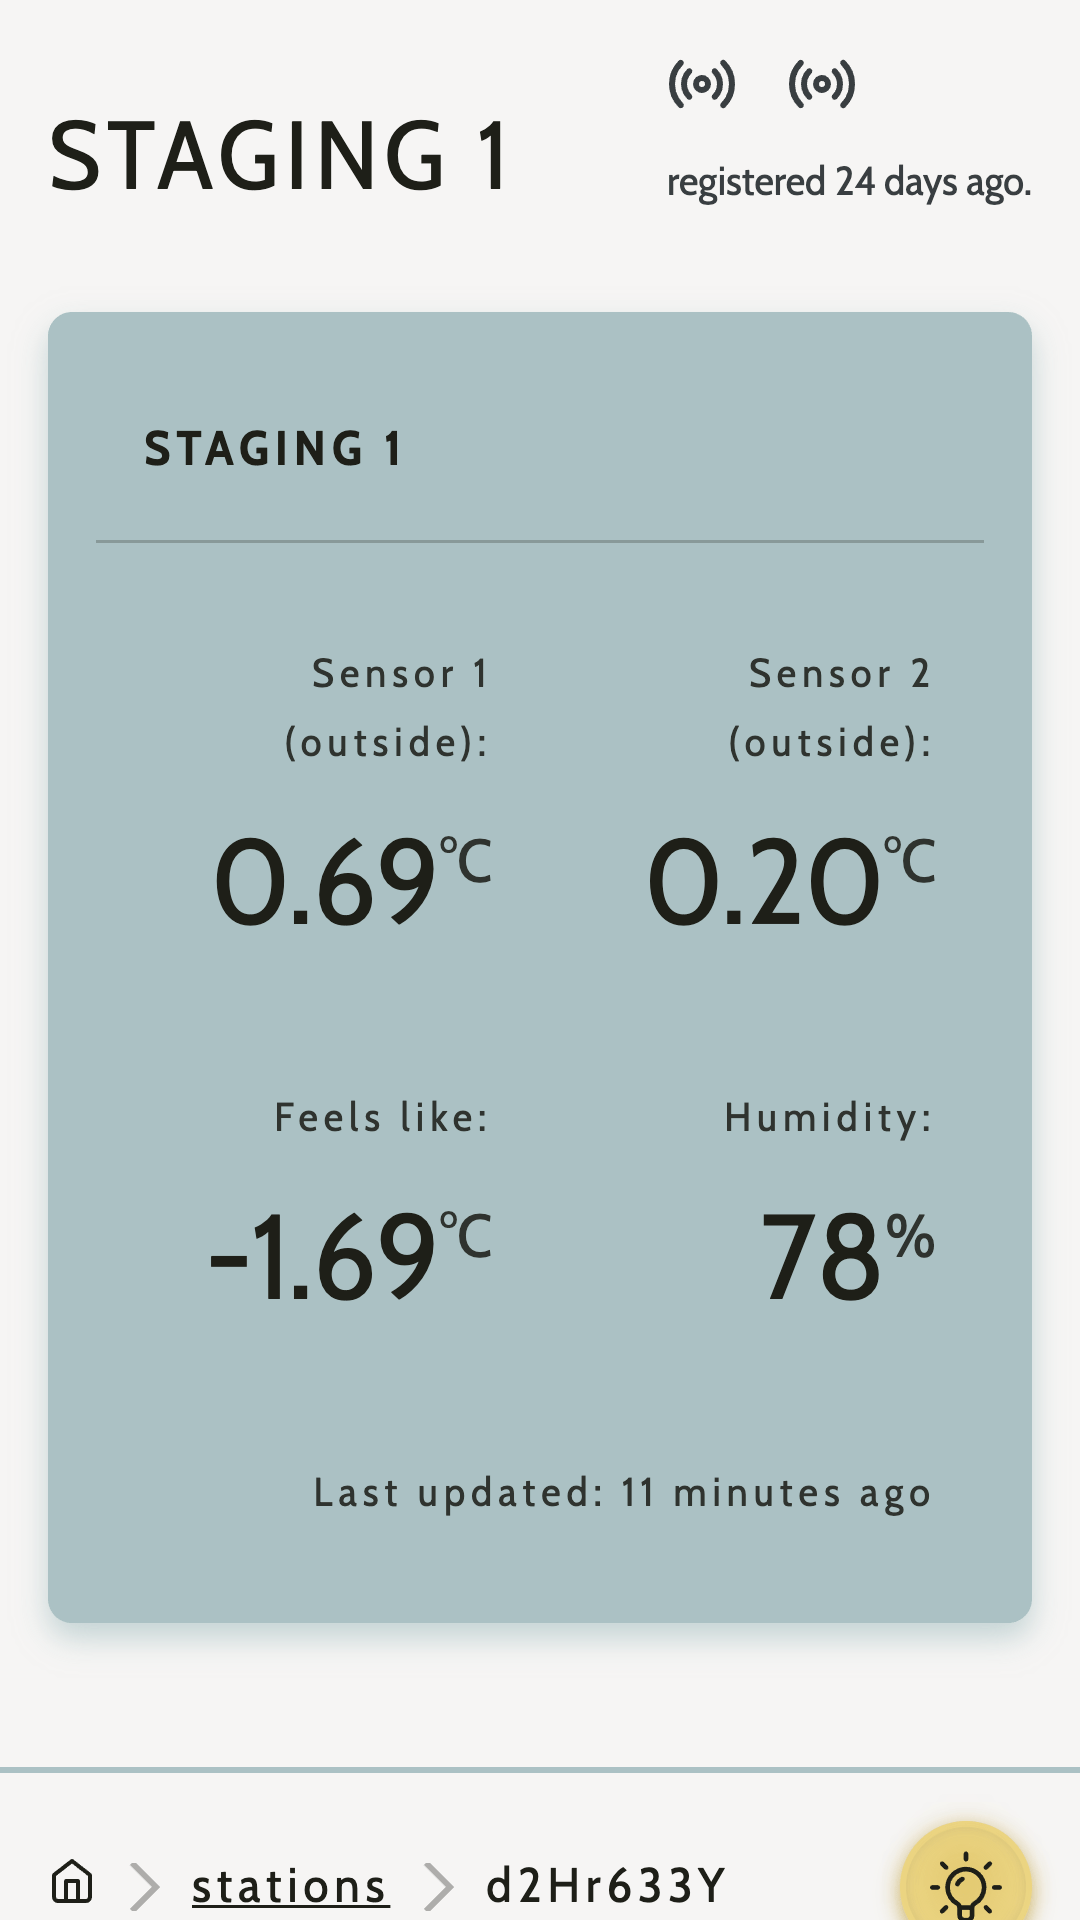 STAGING 1
registered 24 days ago.
STAGING 1
Sensor 1
(outside):
0.69°C
Sensor 2
(outside):
0.20°C
Feels like:
-1.69°C
Humidity:
78%
Last updated: 11 minutes ago
stations
d2Hr633Y